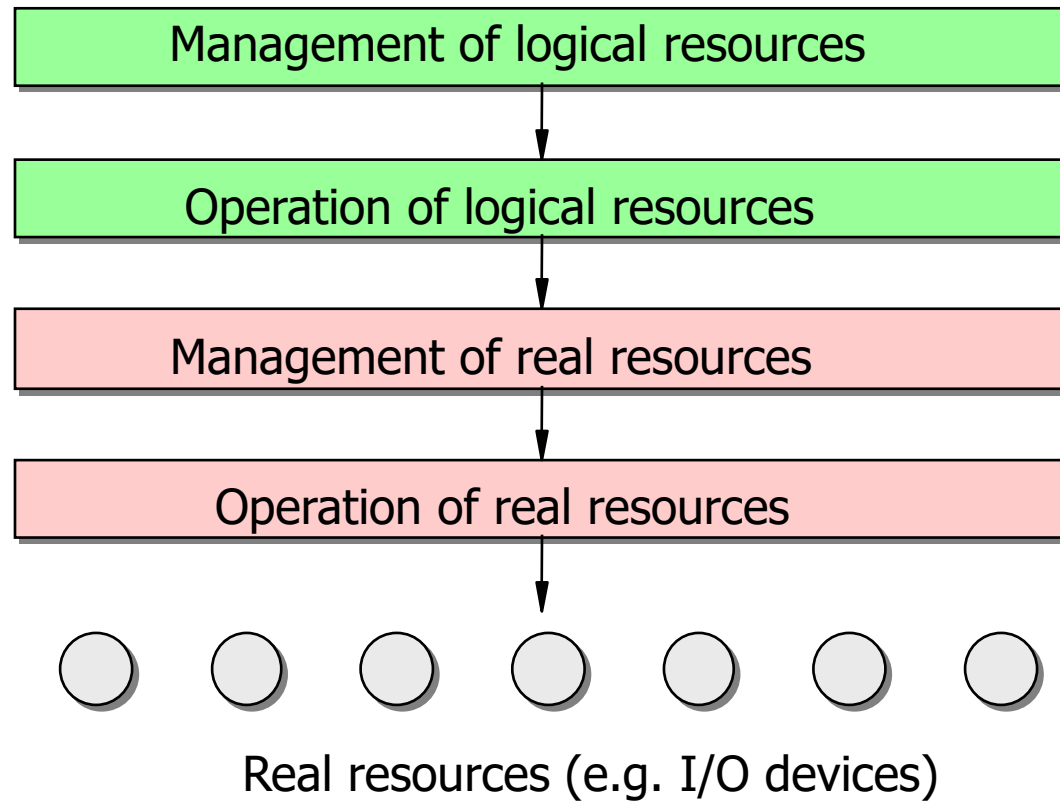 Management of logical resources
Operation of logical resources
Management of real resources
Operation of real resources
Real resources (e.g. I/O devices)